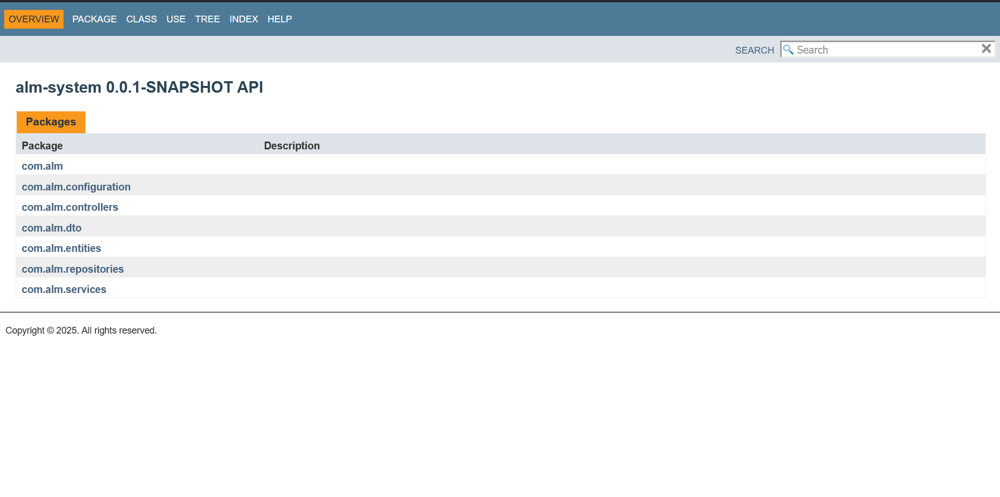 OVERVIEW PACKAGE CLASS USE TREE INDEX HELP
SEARCH Search
alm-system 0.0.1-SNAPSHOT API
Packages
Package Description
com.alm
com.alm.configuration
com.alm.controllers
com.alm.dto
com.alm.entities
com.alm.repositories
com.alm.services
Copyright © 2025. All rights reserved.